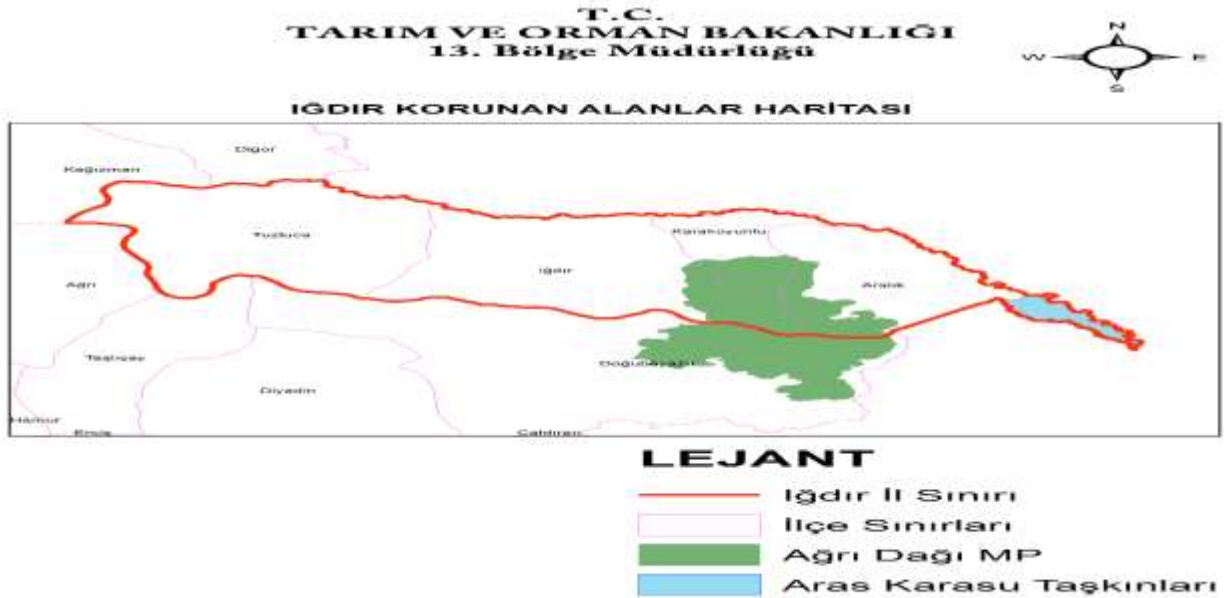 T.C.
TARIM VE ORMAN BAKANLIĞI
13. Bölge Müdürlüğü
N
W
E
S
IĞDIR KORUNAN ALANLAR HARİTASI
Digor
Kağızman
Tuzluca
Karakoyunlu
Iğdır
Ağrı
Aralık
Taşlıçay
Diyadin
Hamur
Erciş
Çaldıran
LEJANT
Iğdır İl Sınırı
İlçe Sınırları
Ağrı Dağı MP
Aras Karasu Taşkınları